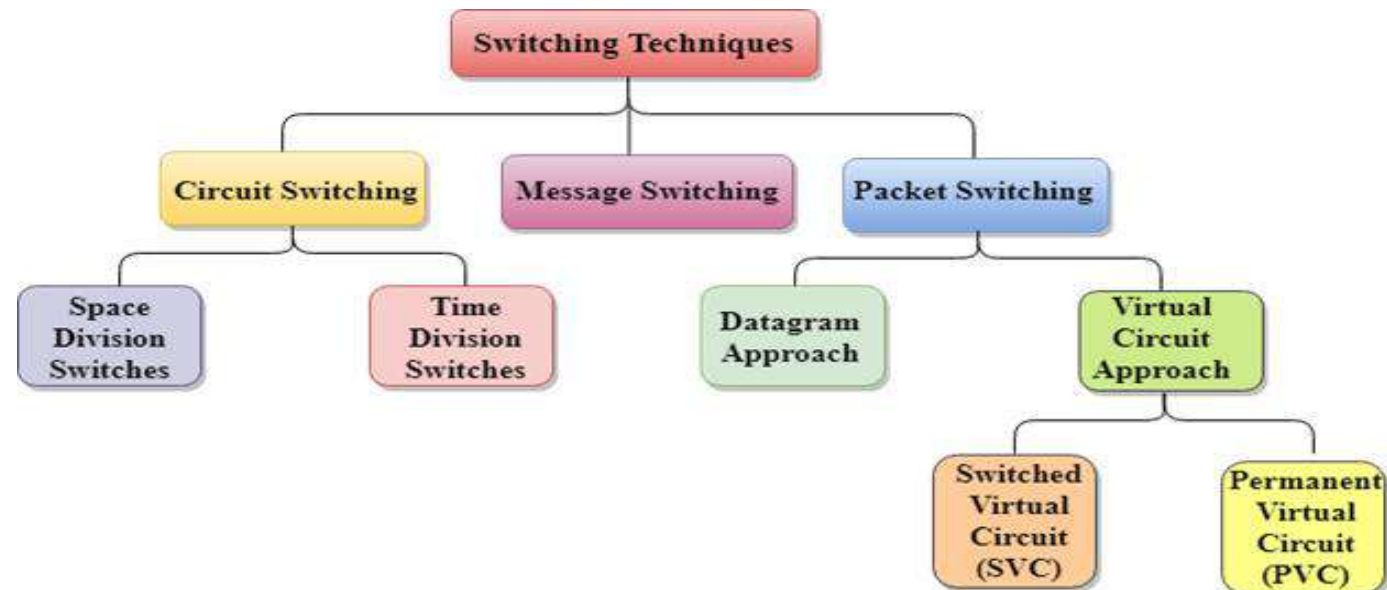 Switching Techniques
Circuit Switching
Message Switching
Packet Switching
Space
Division
Switches
Time
Division
Switches
Datagram
Approach
Virtual
Circuit
Approach
Switched
Virtual
Circuit
(SVC)
Permanent
Virtual
Circuit
(PVC)